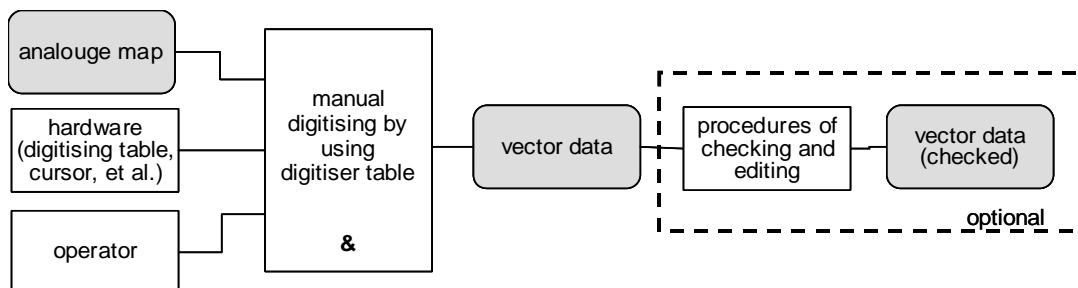 analouge map
hardware
(digitising table,
cursor, et al.)
operator
manual
digitising by
using
digitiser table
&
vector data
procedures of
checking and
editing
vector data
(checked)
optional